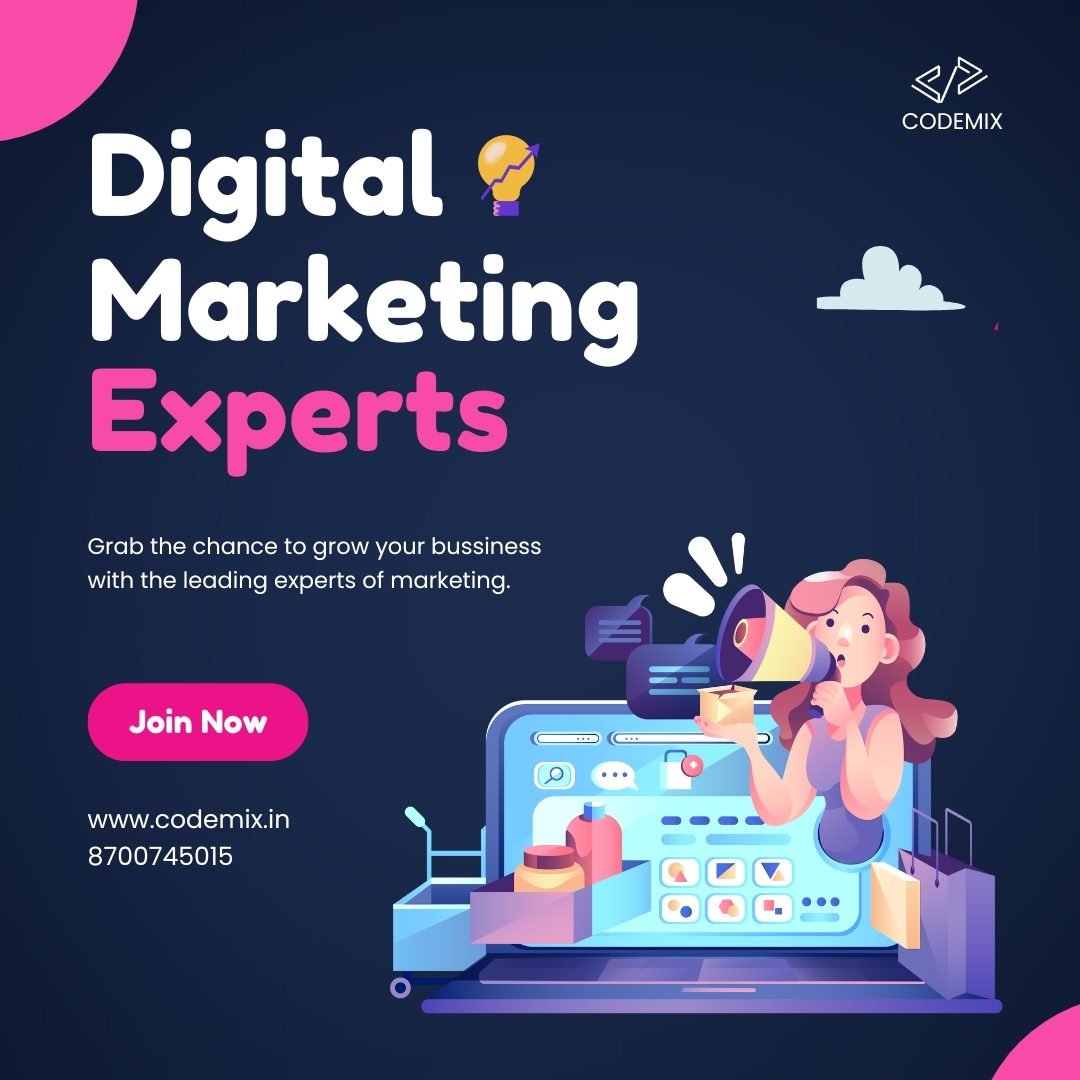 CODEMIX
Digital
Marketing
Experts
Grab the chance to grow your bussiness
with the leading experts of marketing.
Join Now
www.codemix.in
8700745015